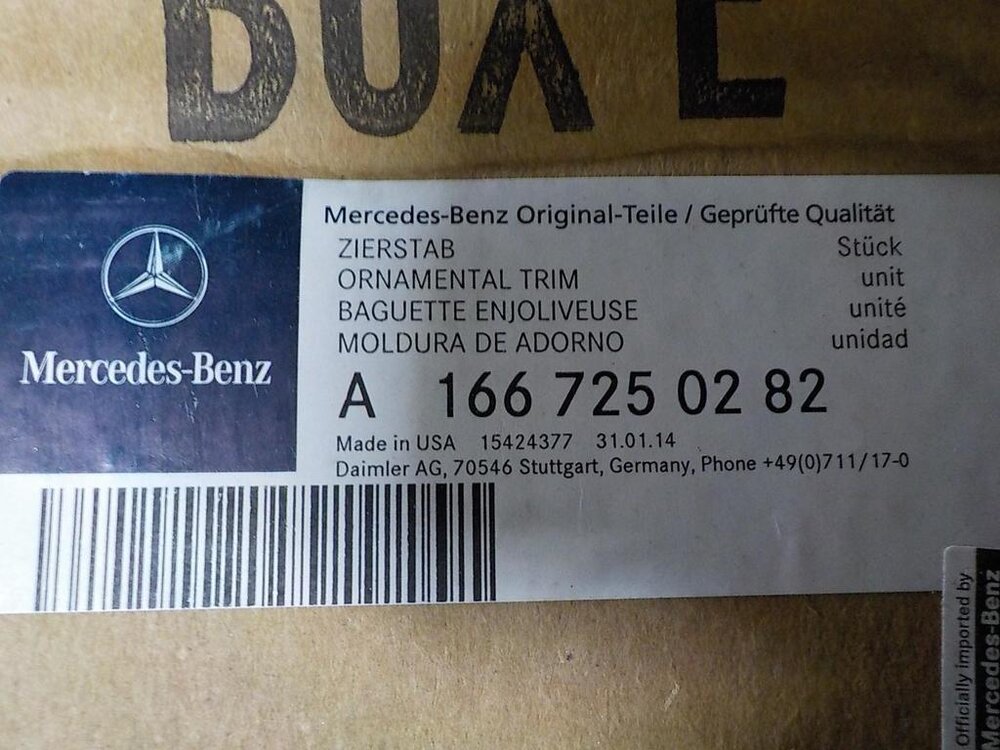 BOX E
Mercedes-Benz
Mercedes-Benz Original-Teile / Geprüfte Qualität
ZIERSTAB Stück
ORNAMENTAL TRIM unit
BAGUETTE ENJOLIVEUSE unité
MOLDURA DE ADORNO unidad
A 166 725 02 82
Made in USA 15424377 31.01.14
Daimler AG, 70546 Stuttgart, Germany, Phone +49(0)711/17-0
Officially imported by
Mercedes-Benz